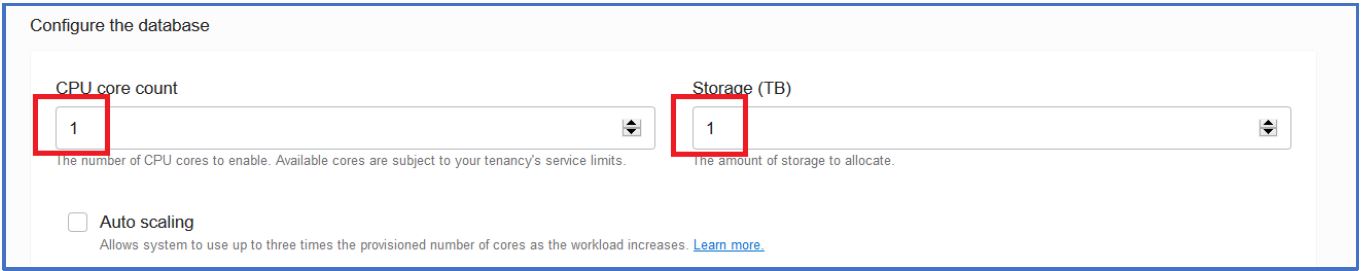 Configure the database
CPU core count
Storage (TB)
1
1
The number of CPU cores to enable. Available cores are subject to your tenancy's service limits.
The amount of storage to allocate.
Auto scaling
Allows system to use up to three times the provisioned number of cores as the workload increases. Learn more.